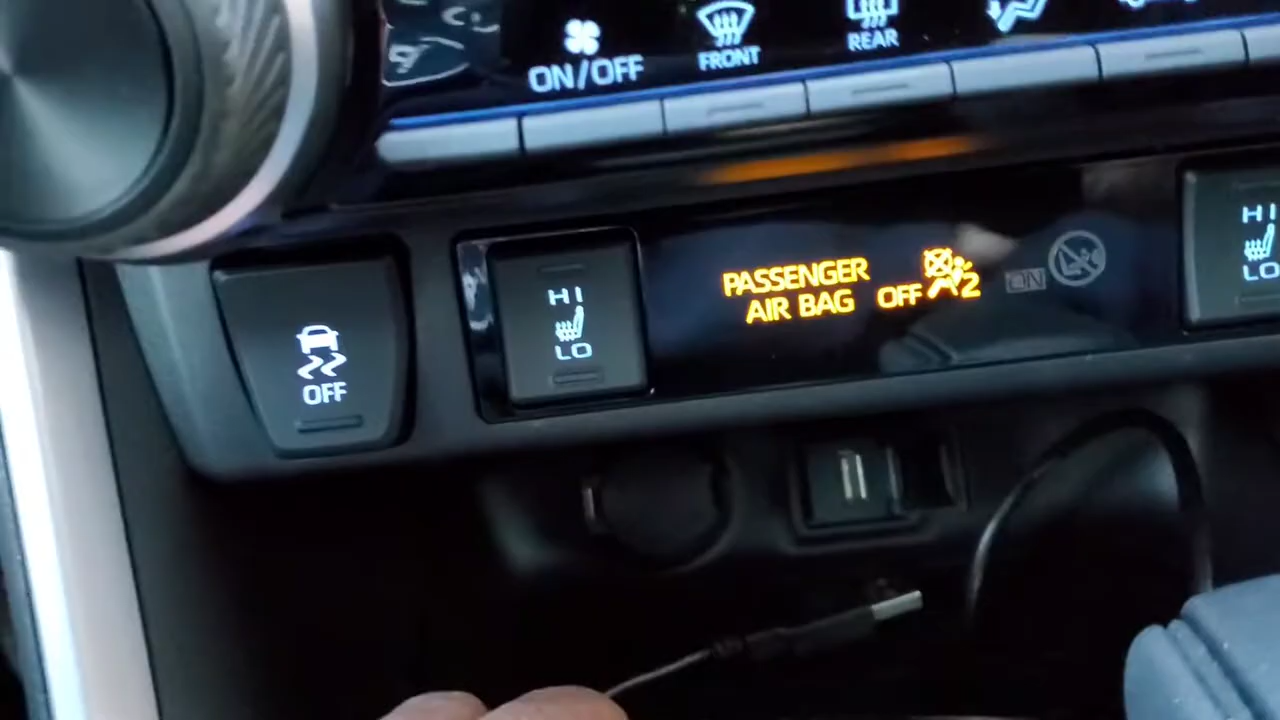 ON/OFF
FRONT
REAR
HI
LO
PASSENGER
AIR BAG OFF 2 ON
HI
LO
OFF